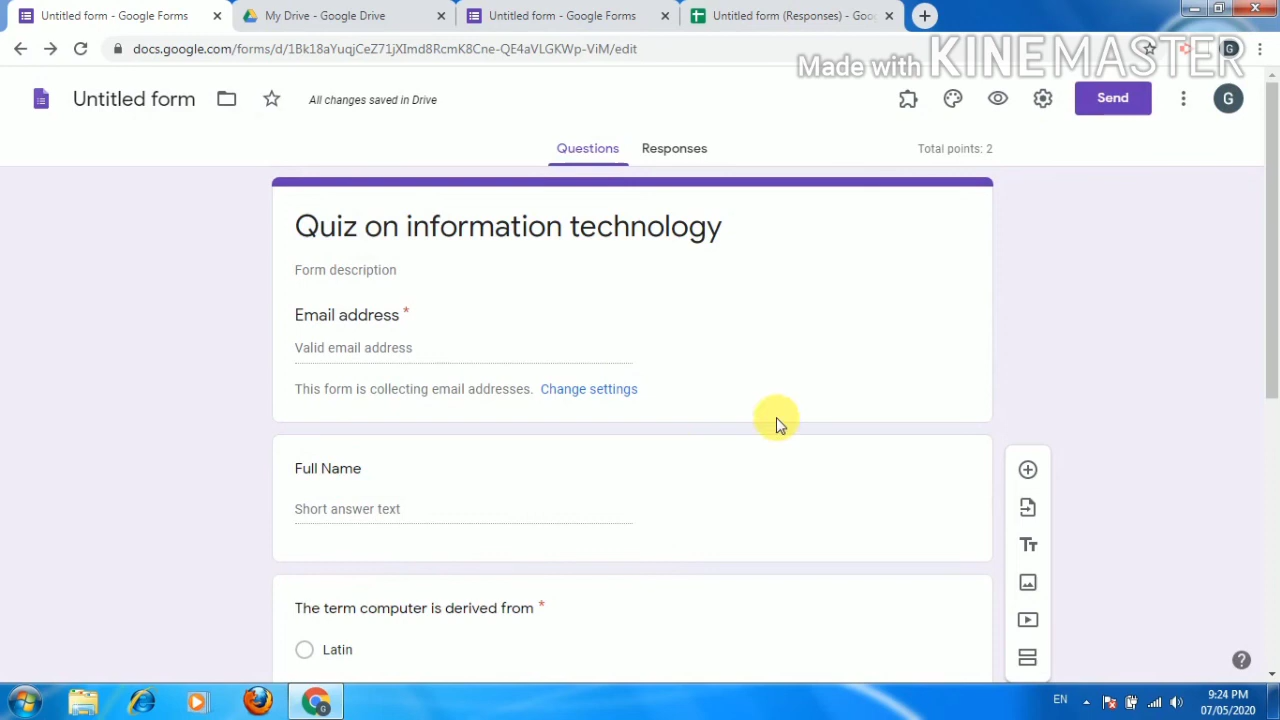 Untitled form - Google Forms
My Drive - Google Drive
Google Forms
Untitled form (Responses) - Goo
docs.google.com/forms/d/1Bk18aYuqjCeZ71jXImd8RcmK8Cne-QE4aVLGKWp-ViM/edit
G
Made with KINEMASTER
Untitled form
All changes saved in Drive
Send
G
Questions
Responses
Total points: 2
Quiz on information technology
Form description
Email address *
Valid email address
This form is collecting email addresses. Change settings
Full Name
Short answer text
Tт
The term computer is derived from *
Latin
EN
9:24 PM
07/05/2020